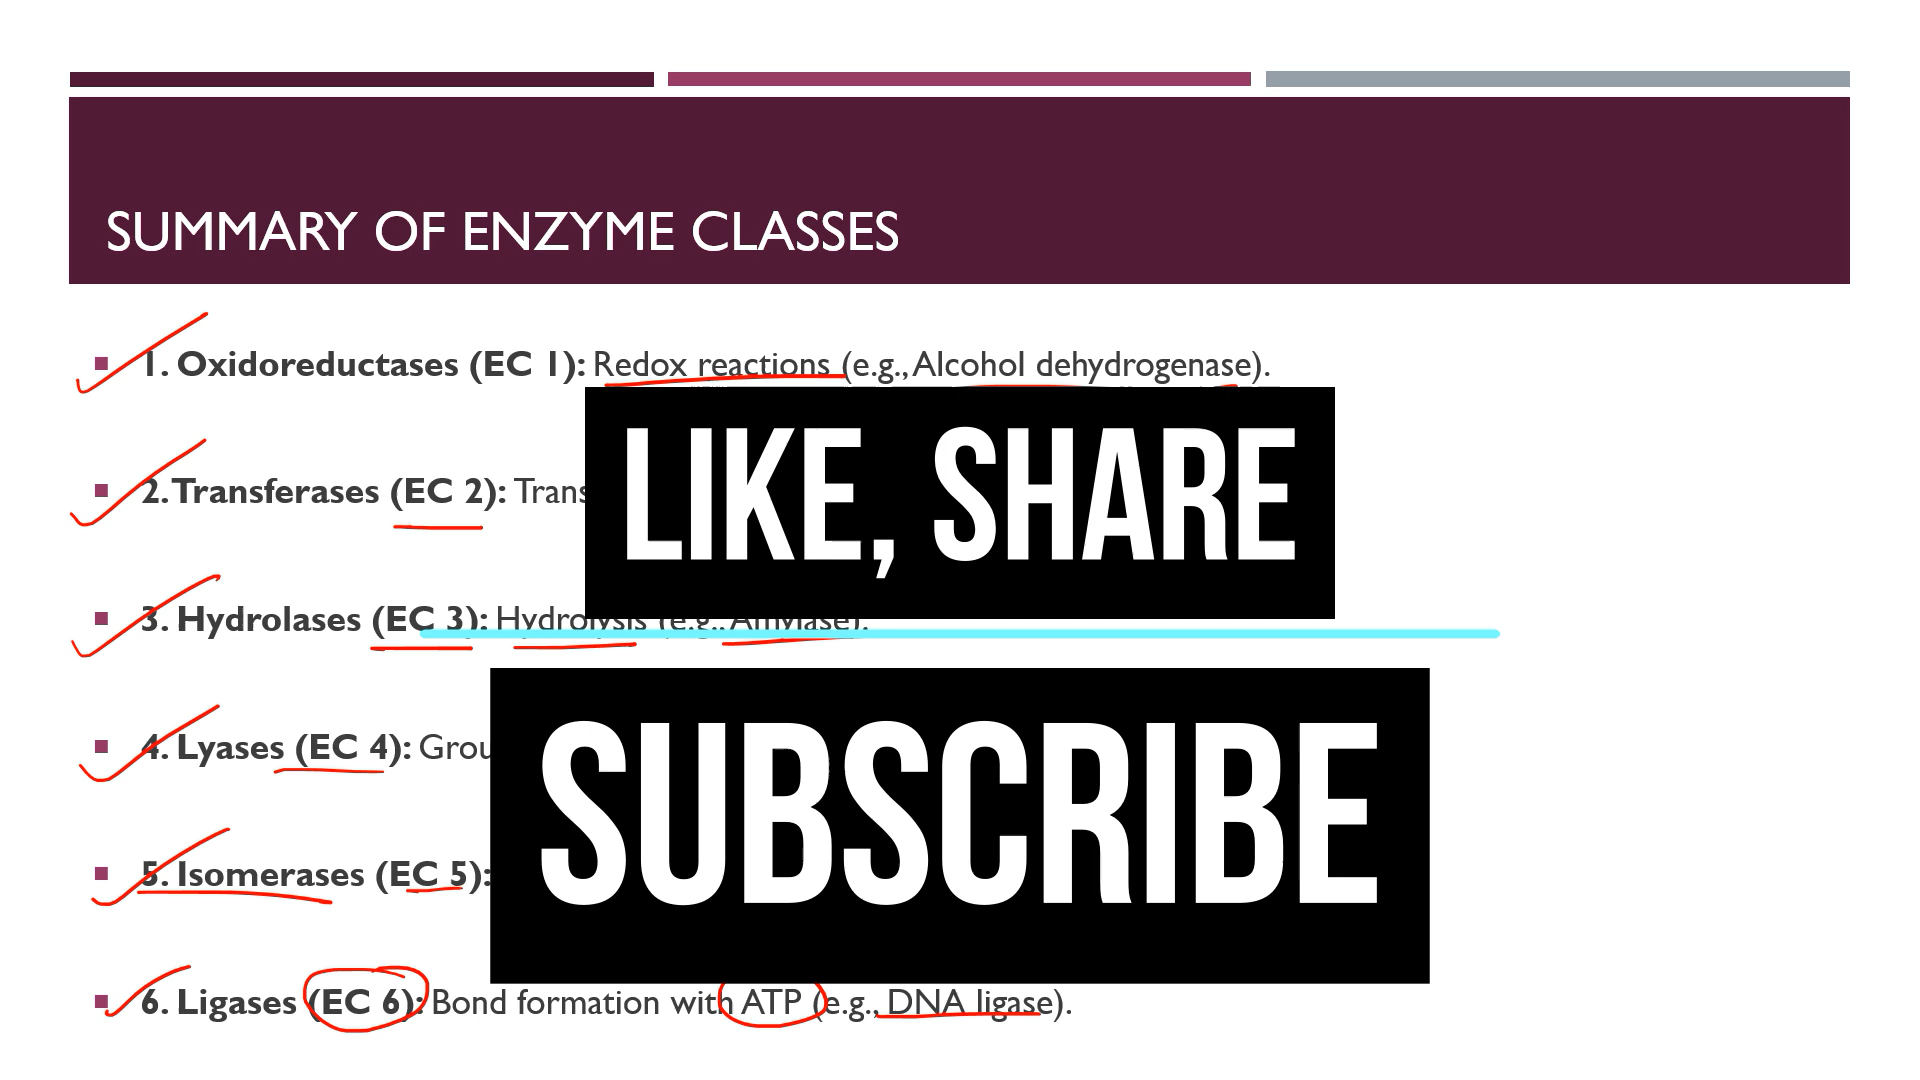 SUMMARY OF ENZYME CLASSES
1. Oxidoreductases (EC 1): Redox reactions (e.g., Alcohol dehydrogenase).
LIKE, SHARE
2. Transferases (EC 2):
3. Hydrolases (EC 3): Hydrolysis (e.g., Amylase).
SUBSCRIBE
4. Lyases (EC 4):
5. Isomerases (EC 5):
6. Ligases (EC 6): Bond formation with ATP (e.g., DNA ligase).